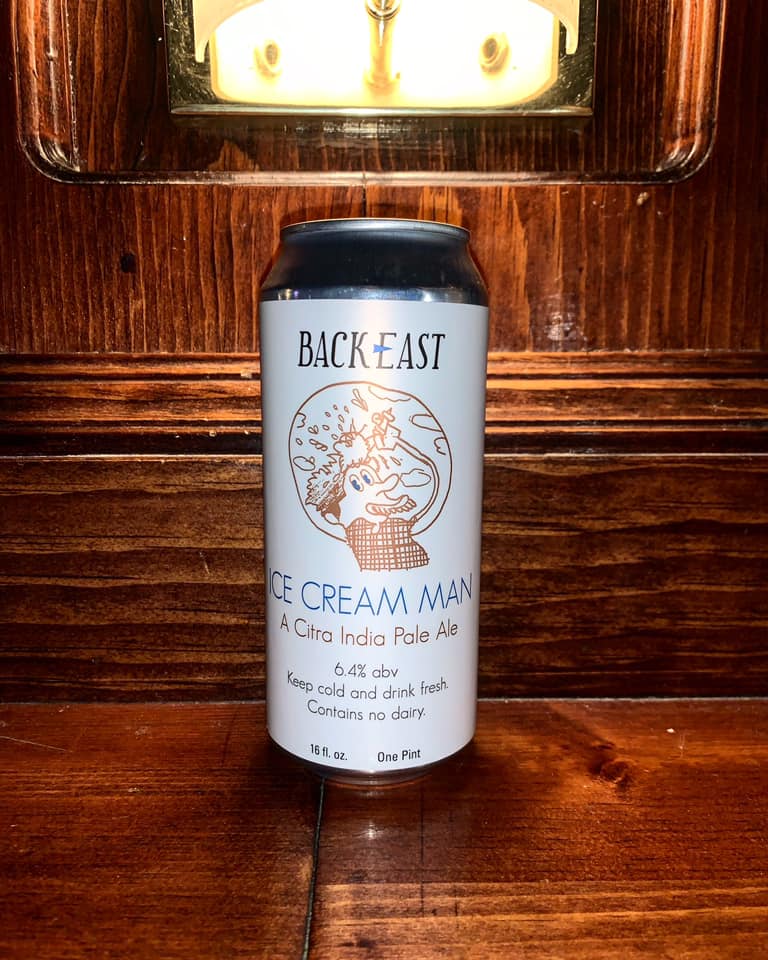 BACK EAST
ICE CREAM MAN
A Citra India Pale Ale
6.4% abv
Keep cold and drink fresh.
Contains no dairy.
16 fl. oz. One Pint